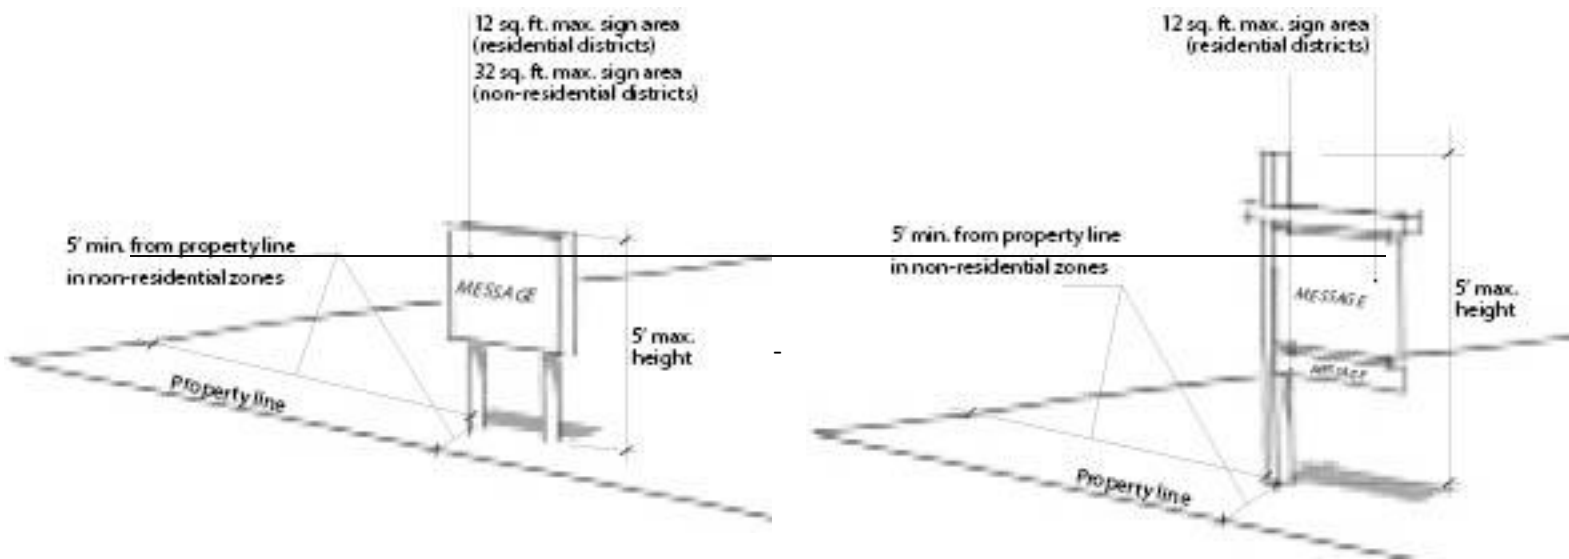 12 sq. ft. max. sign area
(residential districts)
32 sq. ft. max. sign area
(non-residential districts)
5' min. from property line
in non-residential zones
MESSAGE
5' max.
height
Property line
12 sq. ft. max. sign area
(residential districts)
5' min. from property line
in non-residential zones
MESSAGE
MESSAGE
5' max.
height
Property line